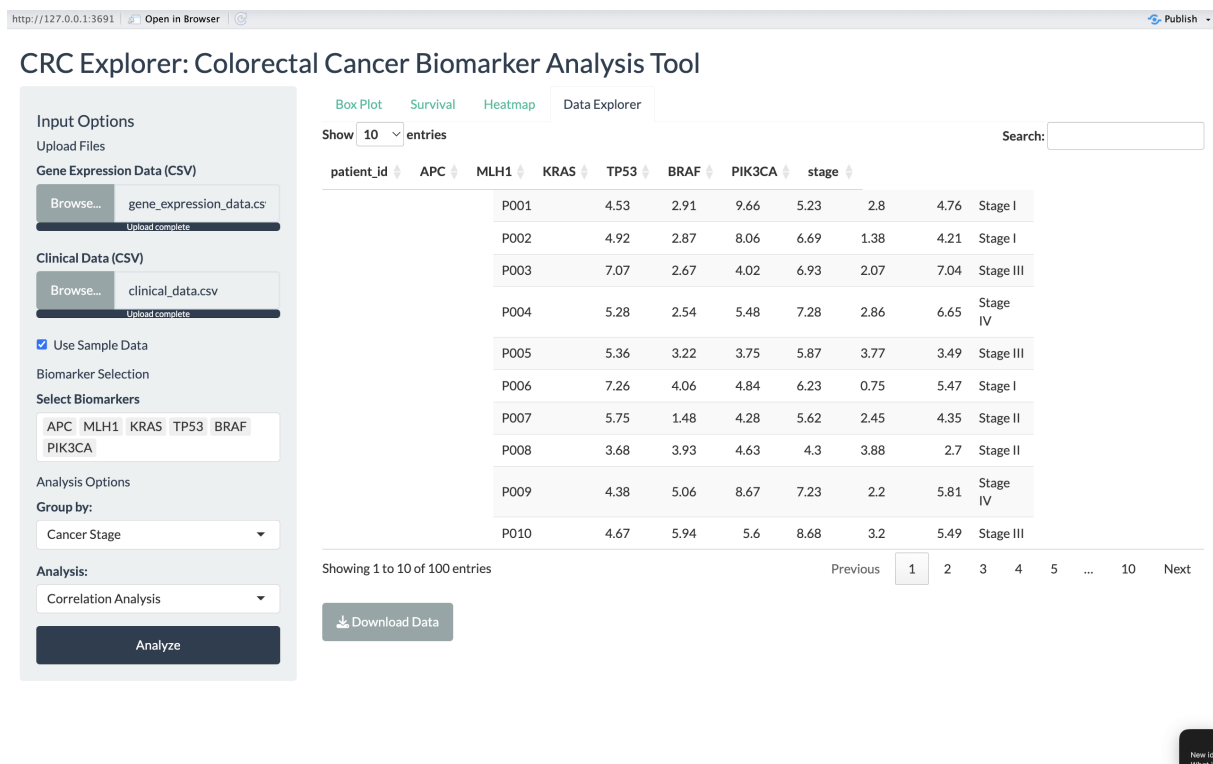 http://127.0.0.1:3691 Open in Browser Publish
CRC Explorer: Colorectal Cancer Biomarker Analysis Tool
Input Options
Upload Files
Gene Expression Data (CSV)
Browse... gene_expression_data.cs
Upload complete
Clinical Data (CSV)
Browse... clinical_data.csv
Upload complete
Use Sample Data
Biomarker Selection
Select Biomarkers
APC MLH1 KRAS TP53 BRAF
PIK3CA
Analysis Options
Group by:
Cancer Stage
Analysis:
Correlation Analysis
Analyze
Box Plot Survival Heatmap Data Explorer
Show 10 entries Search:
patient_id APC MLH1 KRAS TP53 BRAF PIK3CA stage
P001 4.53 2.91 9.66 5.23 2.8 4.76 Stage I
P002 4.92 2.87 8.06 6.69 1.38 4.21 Stage I
P003 7.07 2.67 4.02 6.93 2.07 7.04 Stage III
P004 5.28 2.54 5.48 7.28 2.86 6.65 Stage
IV
P005 5.36 3.22 3.75 5.87 3.77 3.49 Stage III
P006 7.26 4.06 4.84 6.23 0.75 5.47 Stage I
P007 5.75 1.48 4.28 5.62 2.45 4.35 Stage II
P008 3.68 3.93 4.63 4.3 3.88 2.7 Stage II
P009 4.38 5.06 8.67 7.23 2.2 5.81 Stage
IV
P010 4.67 5.94 5.6 8.68 3.2 5.49 Stage III
Showing 1 to 10 of 100 entries Previous 1 2 3 4 5 ... 10 Next
Download Data
New